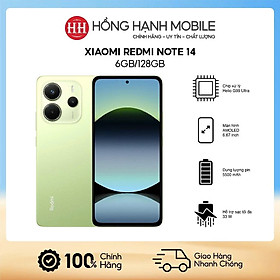 HH
HỒNG HẠNH MOBILE
CHÍNH HÃNG - UY TÍN - CHẤT LƯỢNG
XIAOMI REDMI NOTE 14
6GB/128GB
Chip xử lý
Helio G99 Ultra
Màn hình
AMOLED
6.67 inch
Dung lượng pin
5500 mAh
Hỗ trợ sạc tối đa
33 W
Redmi
100% Chính Hãng
Giao Hàng
Nhanh Chóng